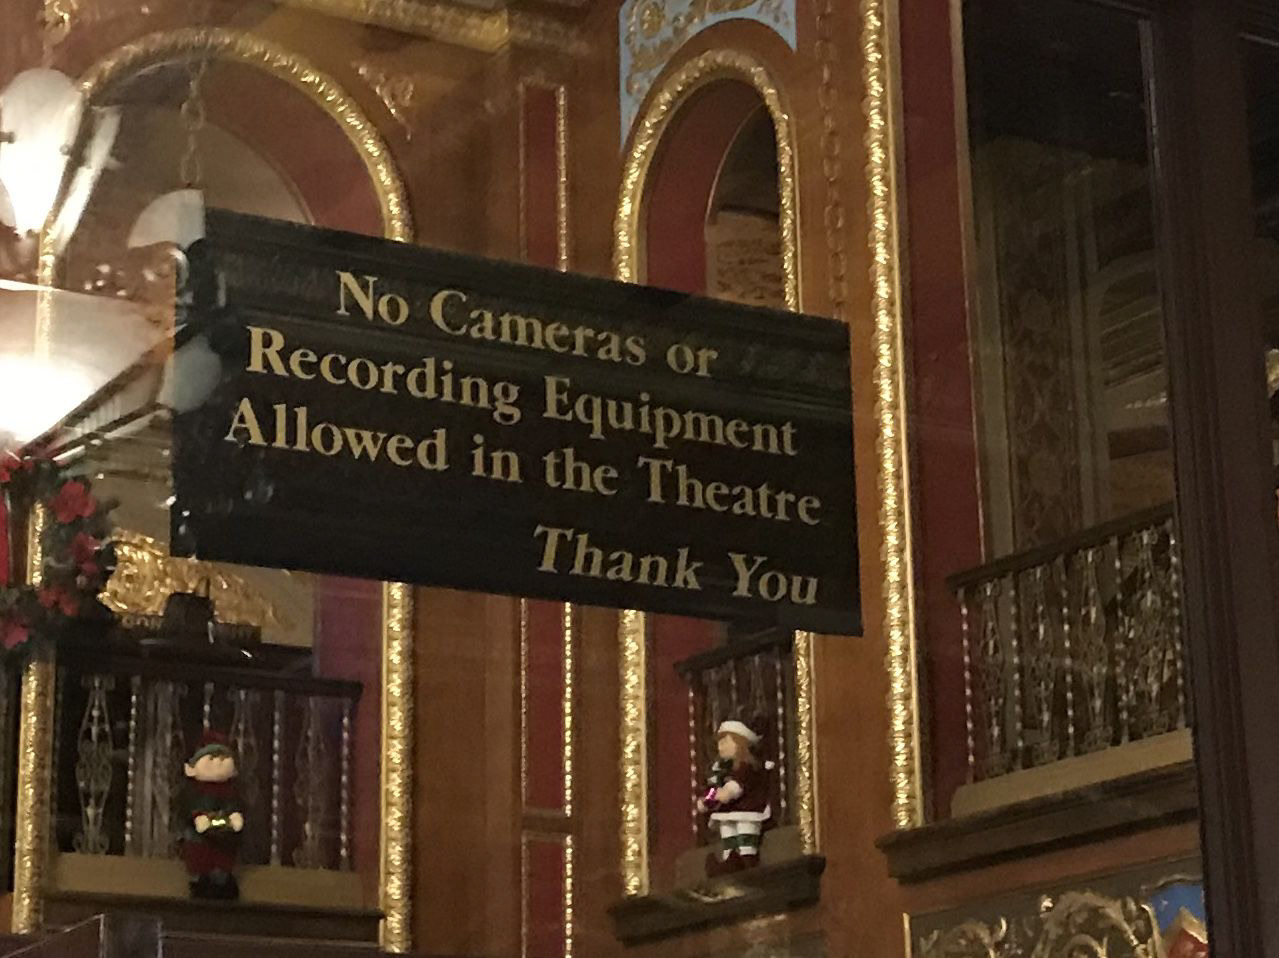 No Cameras or
Recording Equipment
Allowed in the Theatre
Thank You